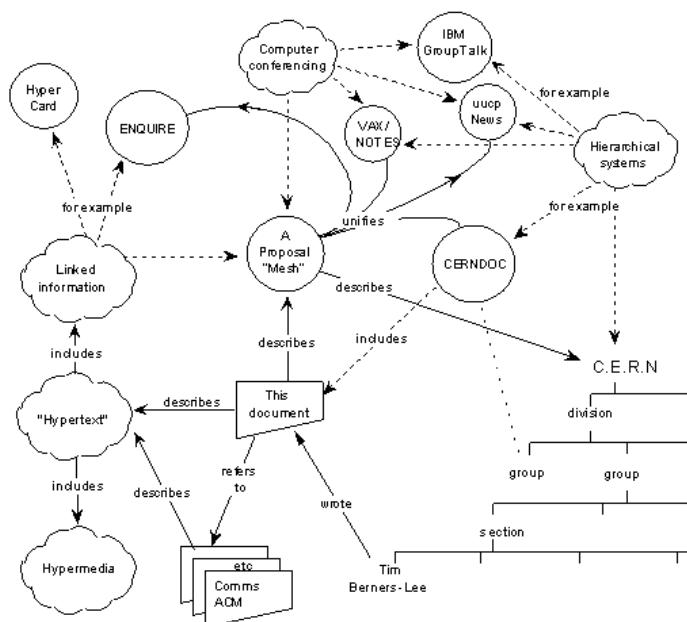 IBM
GroupTalk
Computer
conferencing
Hyper
Card
for example
uucp
News
ENQUIRE
VAX/
NOTES
Hierarchical
systems
for example
unifies
for example
A
Proposal
"Mesh"
CERNDOC
Linked
information
describes
includes
includes
describes
C.E.R.N
This
document
describes
division
"Hypertext"
refers
to
group
group
includes
describes
wrote
section
etc
Hypermedia
Comms
ACM
Tim
Berners-Lee